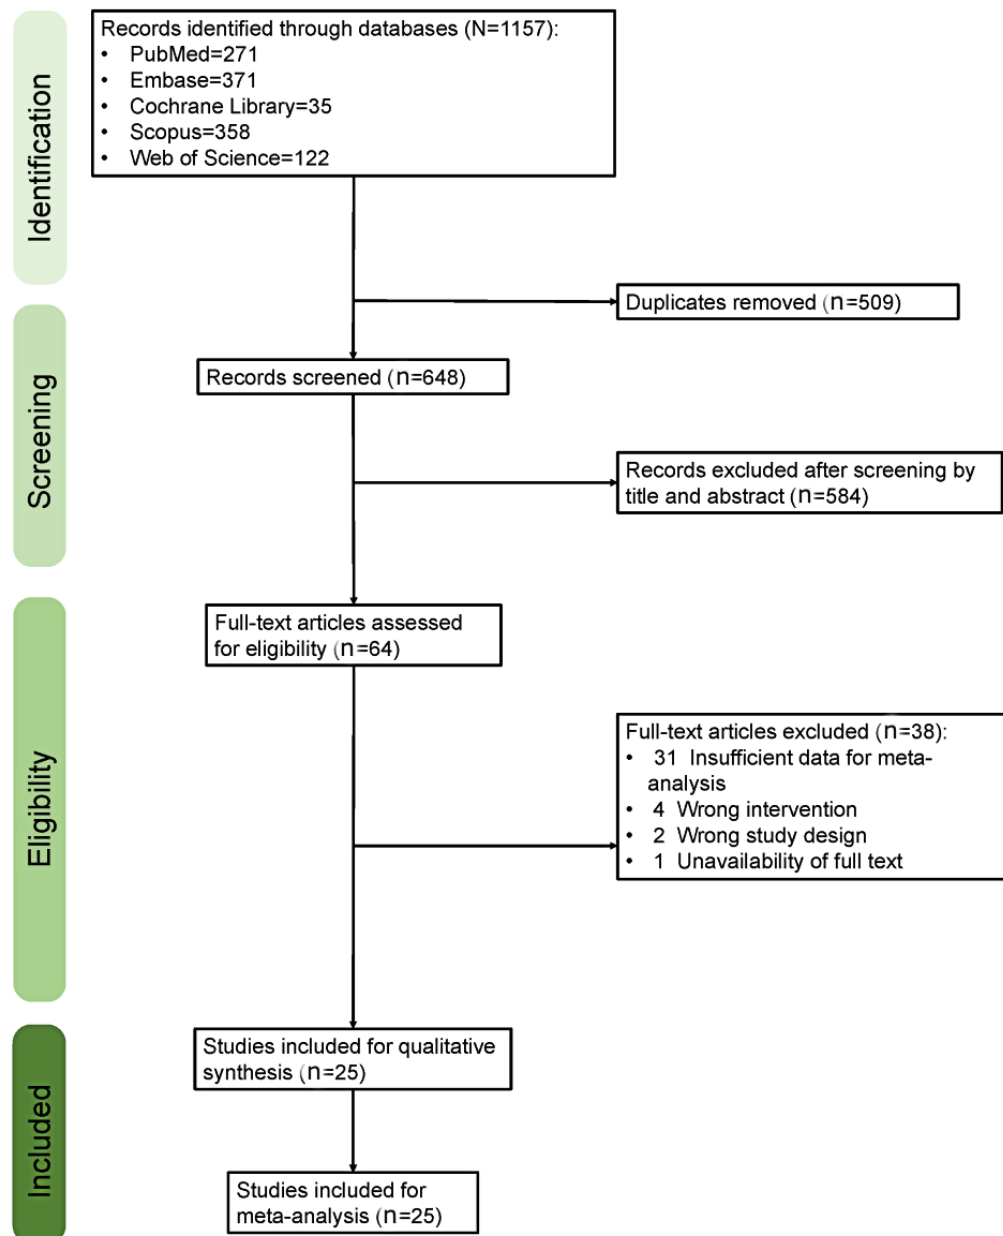 Identification
Records identified through databases (N=1157):
• PubMed=271
• Embase=371
• Cochrane Library=35
• Scopus=358
• Web of Science=122
Duplicates removed (n=509)
Screening
Records screened (n=648)
Records excluded after screening by
title and abstract (n=584)
Eligibility
Full-text articles assessed
for eligibility (n=64)
Full-text articles excluded (n=38):
• 31 Insufficient data for meta-
analysis
• 4 Wrong intervention
• 2 Wrong study design
• 1 Unavailability of full text
Included
Studies included for qualitative
synthesis (n=25)
Studies included for
meta-analysis (n=25)